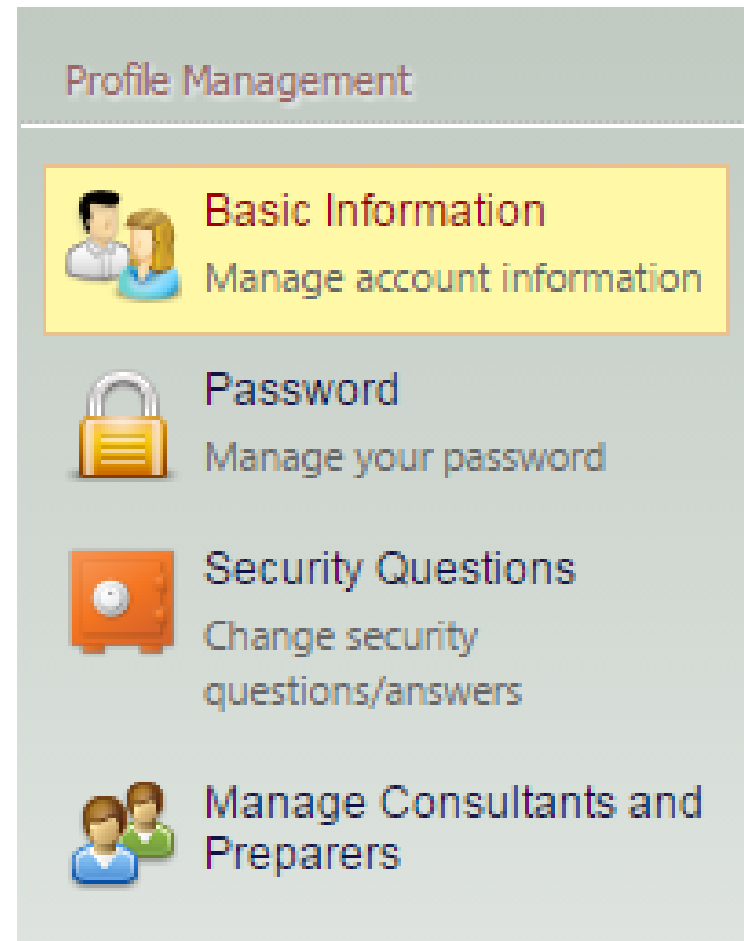 Profile Management
Basic Information
Manage account information
Password
Manage your password
Security Questions
Change security
questions/answers
Manage Consultants and
Preparers